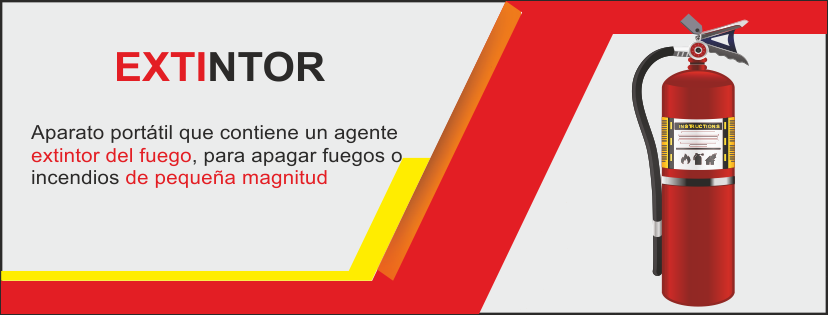 EXTINTOR
Aparato portátil que contiene un agente
extintor del fuego, para apagar fuegos o
incendios de pequeña magnitud
INSTRUCTIONS